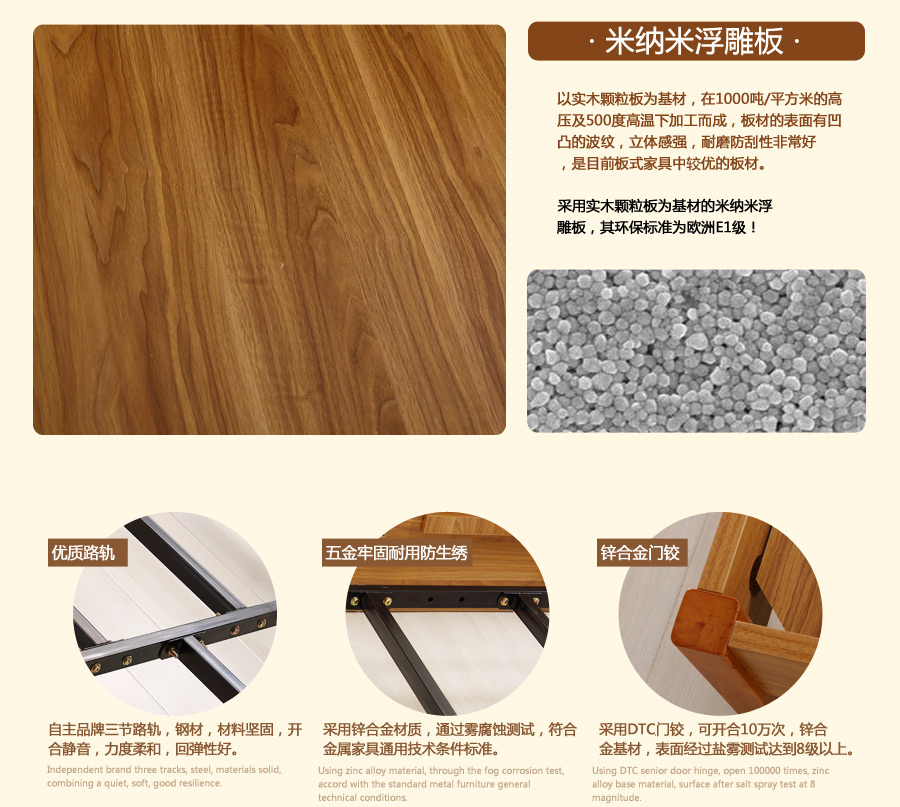 · 米纳米浮雕板 ·
以实木颗粒板为基材，在1000吨/平方米的高
压及500度高温下加工而成，板材的表面有凹
凸的波纹，立体感强，耐磨防刮性非常好
，是目前板式家具中较优的板材。
采用实木颗粒板为基材的米纳米浮
雕板，其环保标准为欧洲E1级！
优质路轨
自主品牌三节路轨，钢材，材料坚固，开
合静音，力度柔和，回弹性好。
Independent brand three tracks, steel, materials solid,
combining a quiet, soft, good resilience.
五金牢固耐用防生绣
采用锌合金材质，通过雾腐蚀测试，符合
金属家具通用技术条件标准。
Using zinc alloy material, through the fog corrosion test,
accord with the standard metal furniture general
technical conditions.
锌合金门铰
采用DTC门铰，可开合10万次，锌合
金基材，表面经过盐雾测试达到8级以上。
Using DTC senior door hinge, open 100000 times, zinc
alloy base material, surface after salt spray test at 8
magnitude.